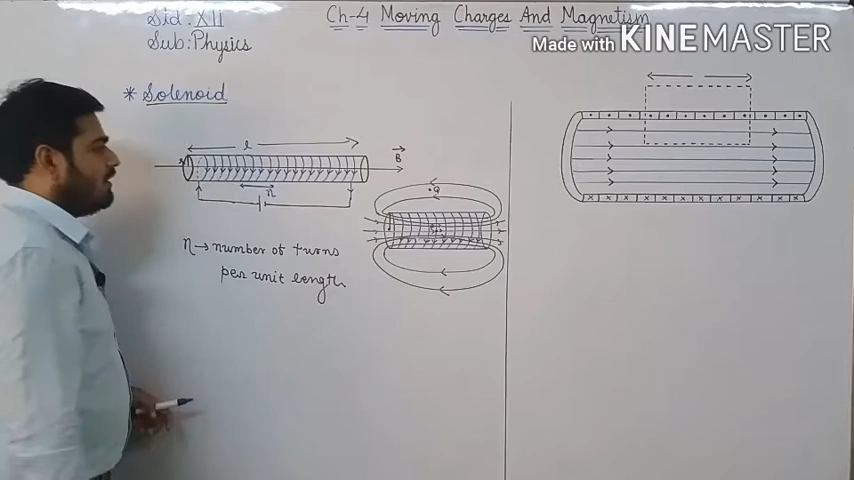 Std:XII
Sub:Physics
Ch-4 Moving Charges And Magnetism
Made with KINEMASTER
* Solenoid
l
B
n
Q
n→number of turns
per unit length.